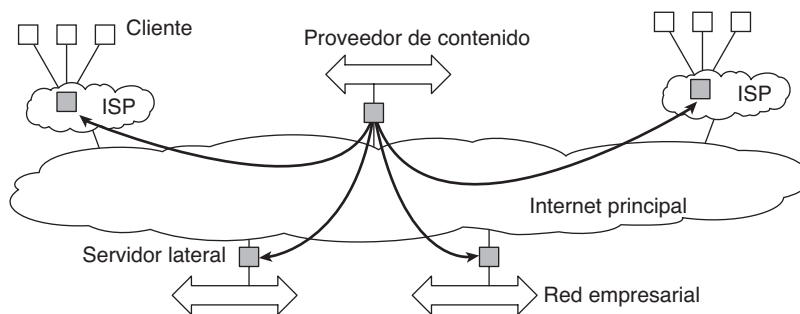 Cliente
Proveedor de contenido
ISP
ISP
Internet principal
Servidor lateral
Red empresarial